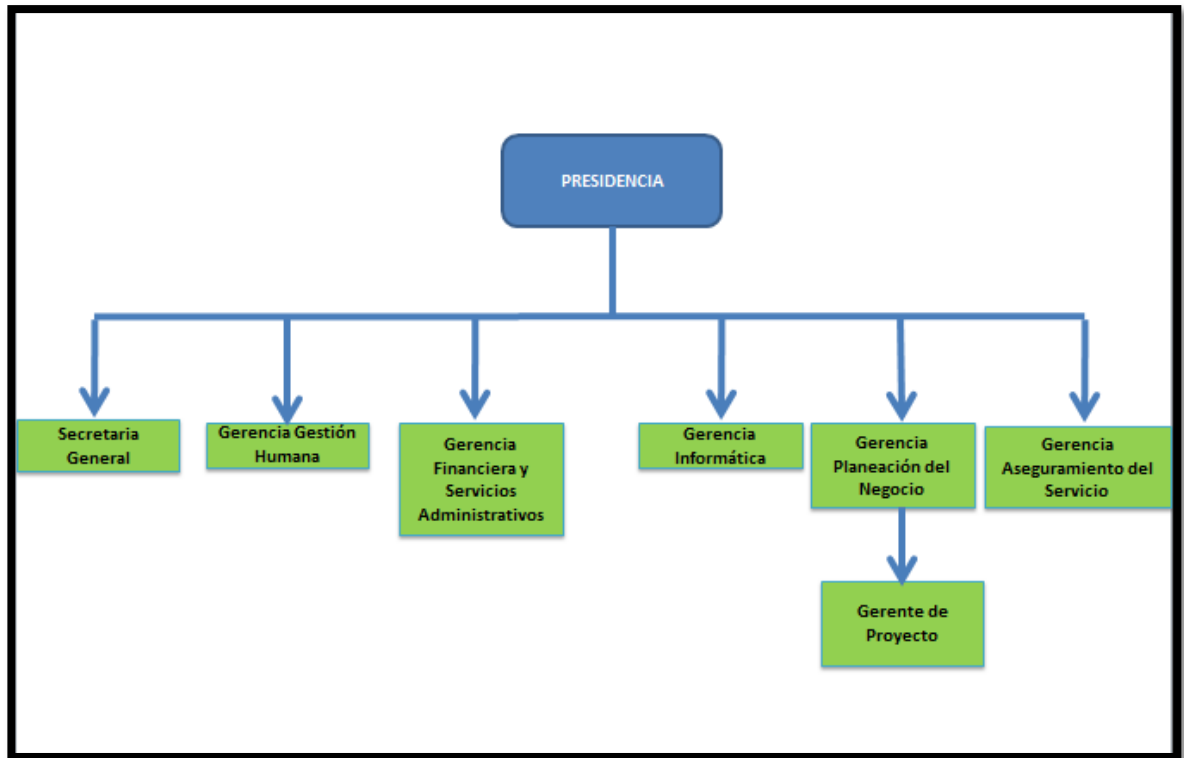 PRESIDENCIA
Secretaria
General
Gerencia Gestión
Humana
Gerencia
Financiera y
Servicios
Administrativos
Gerencia
Informática
Gerencia
Planeación del
Negocio
Gerencia
Aseguramiento del
Servicio
Gerente de
Proyecto